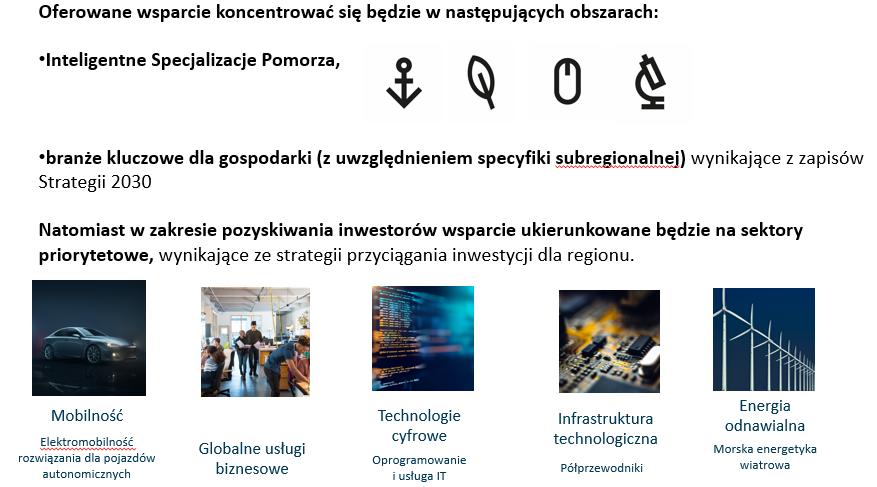 Oferowane wsparcie koncentrować się będzie w następujących obszarach:
•Inteligentne Specjalizacje Pomorza,
•branże kluczowe dla gospodarki (z uwzględnieniem specyfiki subregionalnej) wynikające z zapisów
Strategii 2030
Natomiast w zakresie pozyskiwania inwestorów wsparcie ukierunkowane będzie na sektory
priorytetowe, wynikające ze strategii przyciągania inwestycji dla regionu.
Mobilność
Elektromobilność
rozwiązania dla pojazdów
autonomicznych
Globalne usługi
biznesowe
Technologie
cyfrowe
Oprogramowanie
i usługa IT
Infrastruktura
technologiczna
Półprzewodniki
Energia
odnawialna
Morska energetyka
wiatrowa